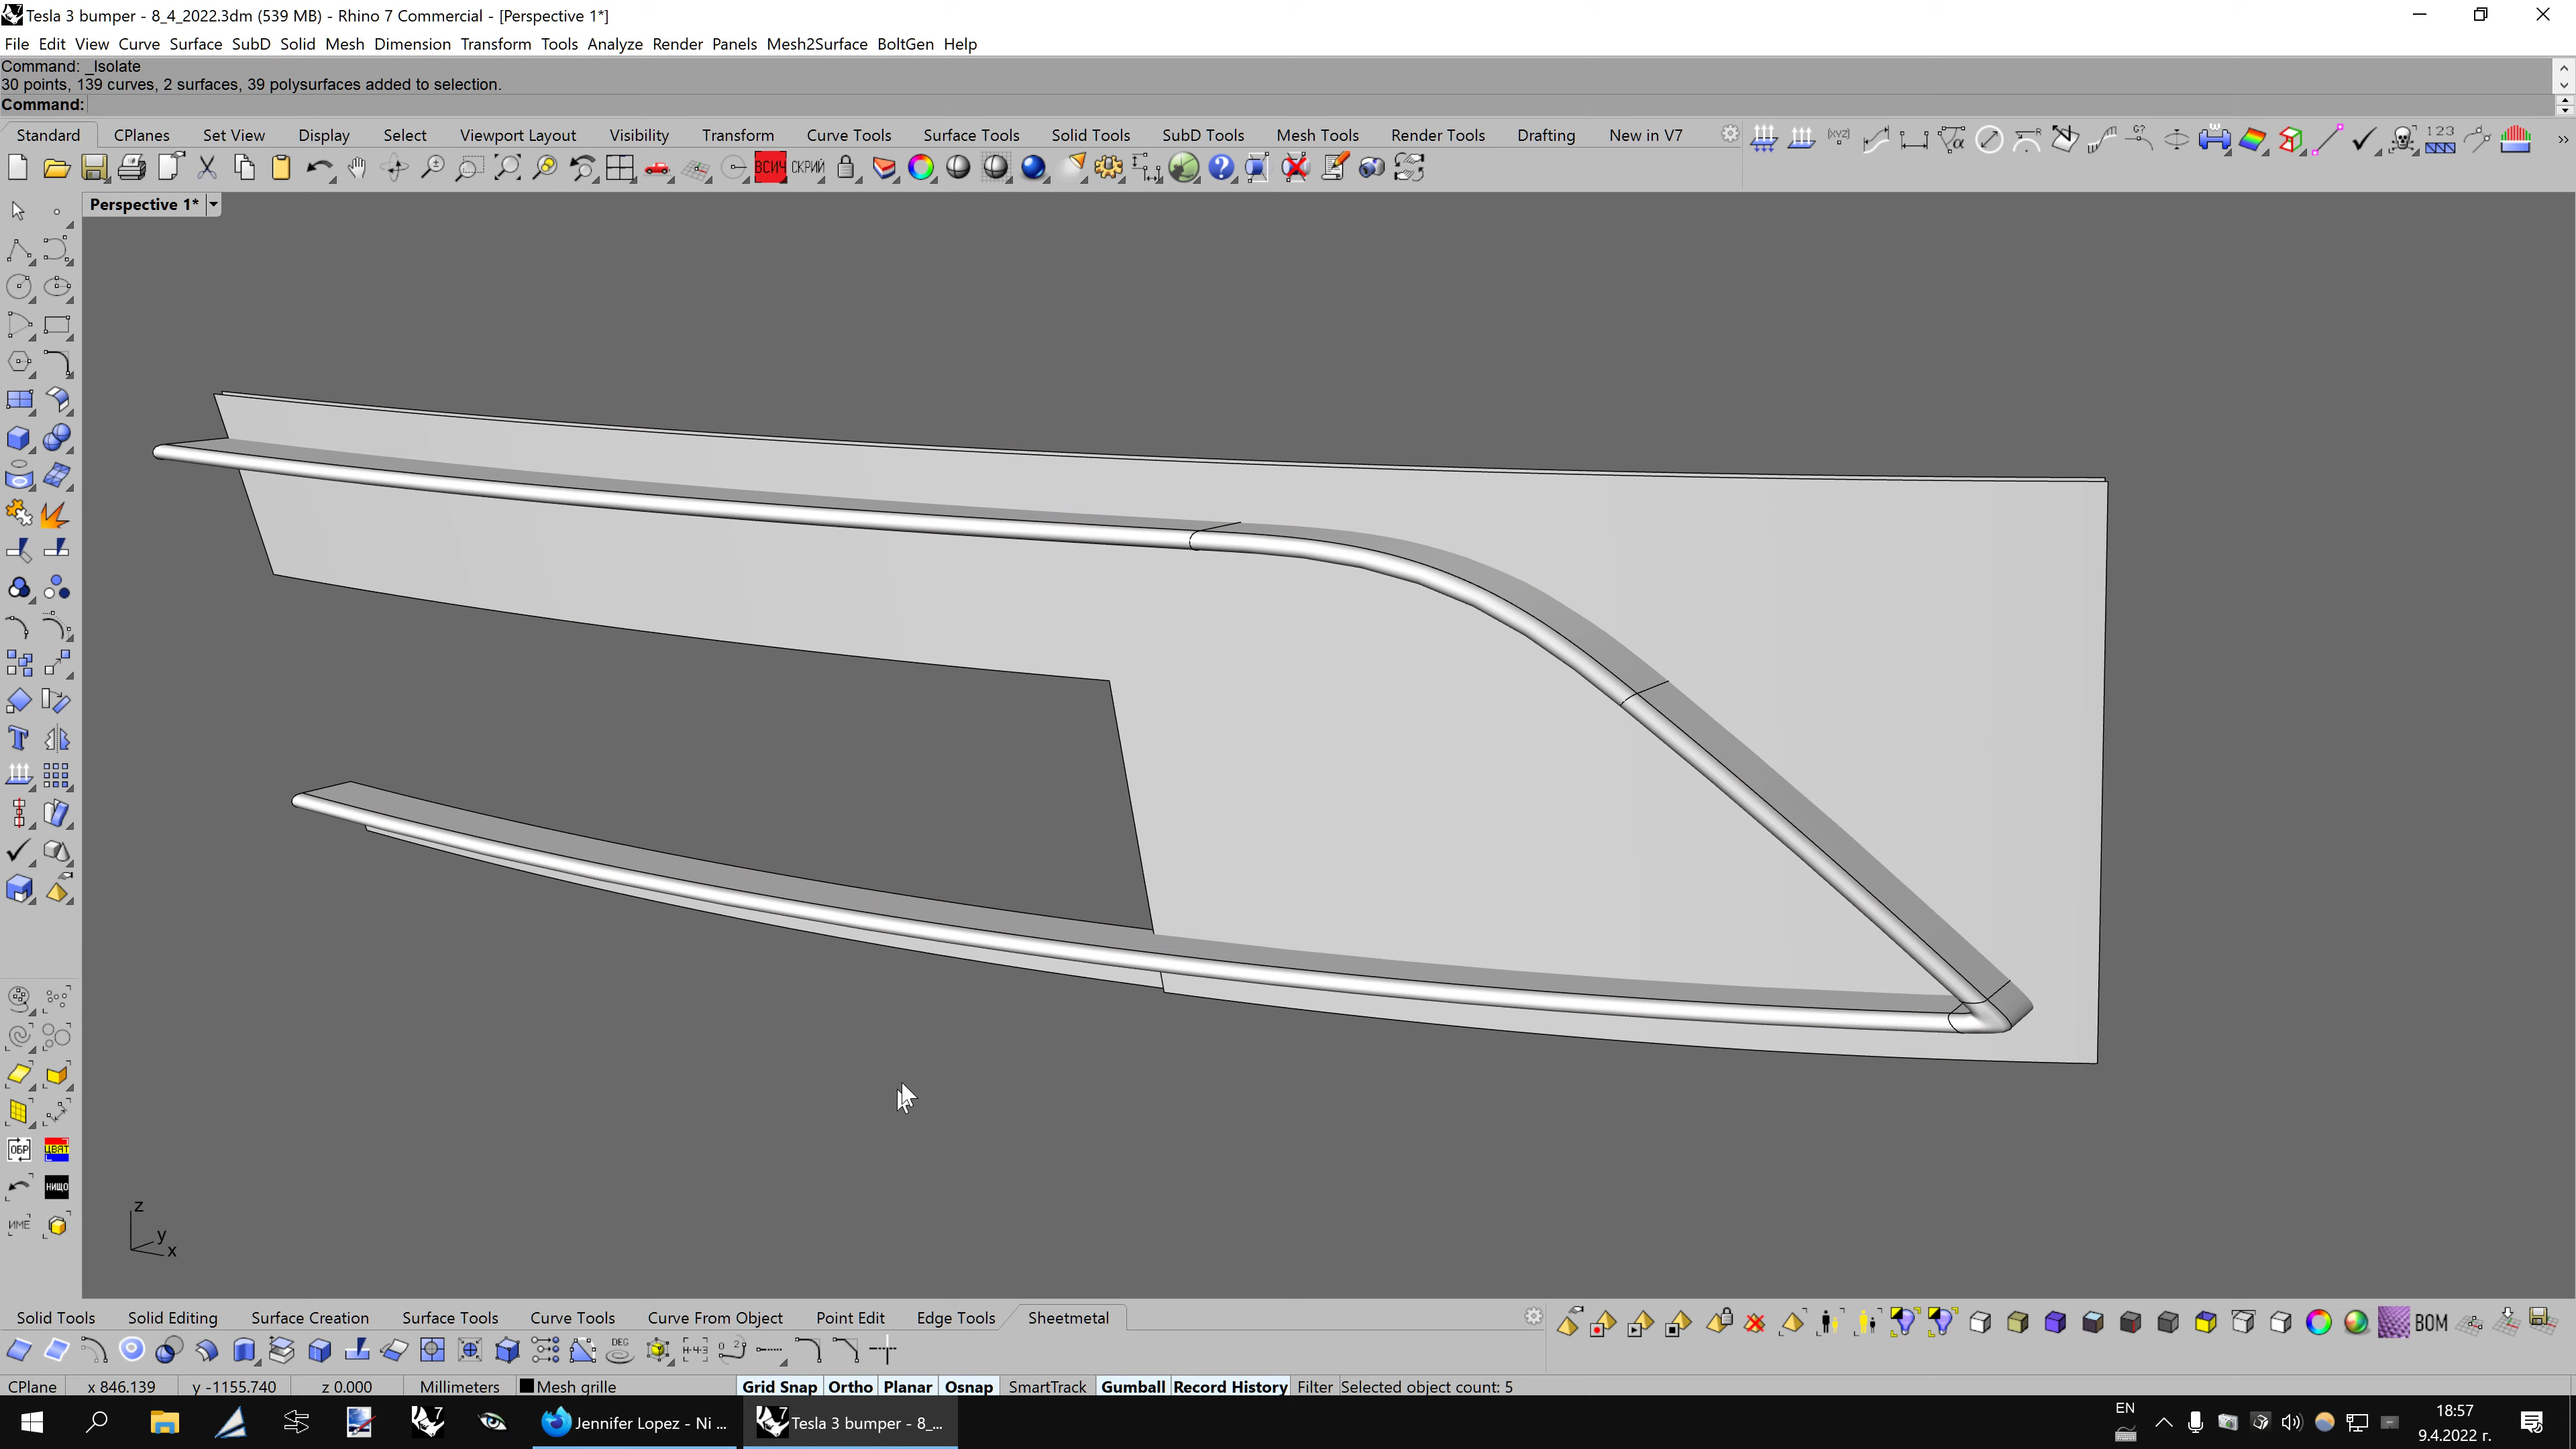 Tesla 3 bumper - 8_4_2022.3dm (539 MB) - Rhino 7 Commercial - [Perspective 1*]
File Edit View Curve Surface SubD Solid Mesh Dimension Transform Tools Analyze Render Panels Mesh2Surface BoltGen Help
Command: _Isolate
30 points, 139 curves, 2 surfaces, 39 polysurfaces added to selection.
Command:
Standard CPlanes Set View Display Select Viewport Layout Visibility Transform Curve Tools Surface Tools Solid Tools SubD Tools Mesh Tools Render Tools Drafting New in V7
ВСИЧ СКРИЙ
Perspective 1*
ОБР ЦВЯТ
НИЩО
ИМЕ
z
y
x
Solid Tools Solid Editing Surface Creation Surface Tools Curve Tools Curve From Object Point Edit Edge Tools Sheetmetal
BOM
DEG
CPlane x 846.139 y -1155.740 z 0.000 Millimeters Mesh grille Grid Snap Ortho Planar Osnap SmartTrack Gumball Record History Filter Selected object count: 5
Jennifer Lopez - Ni ... Tesla 3 bumper - 8_...
EN
18:57
9.4.2022 г.